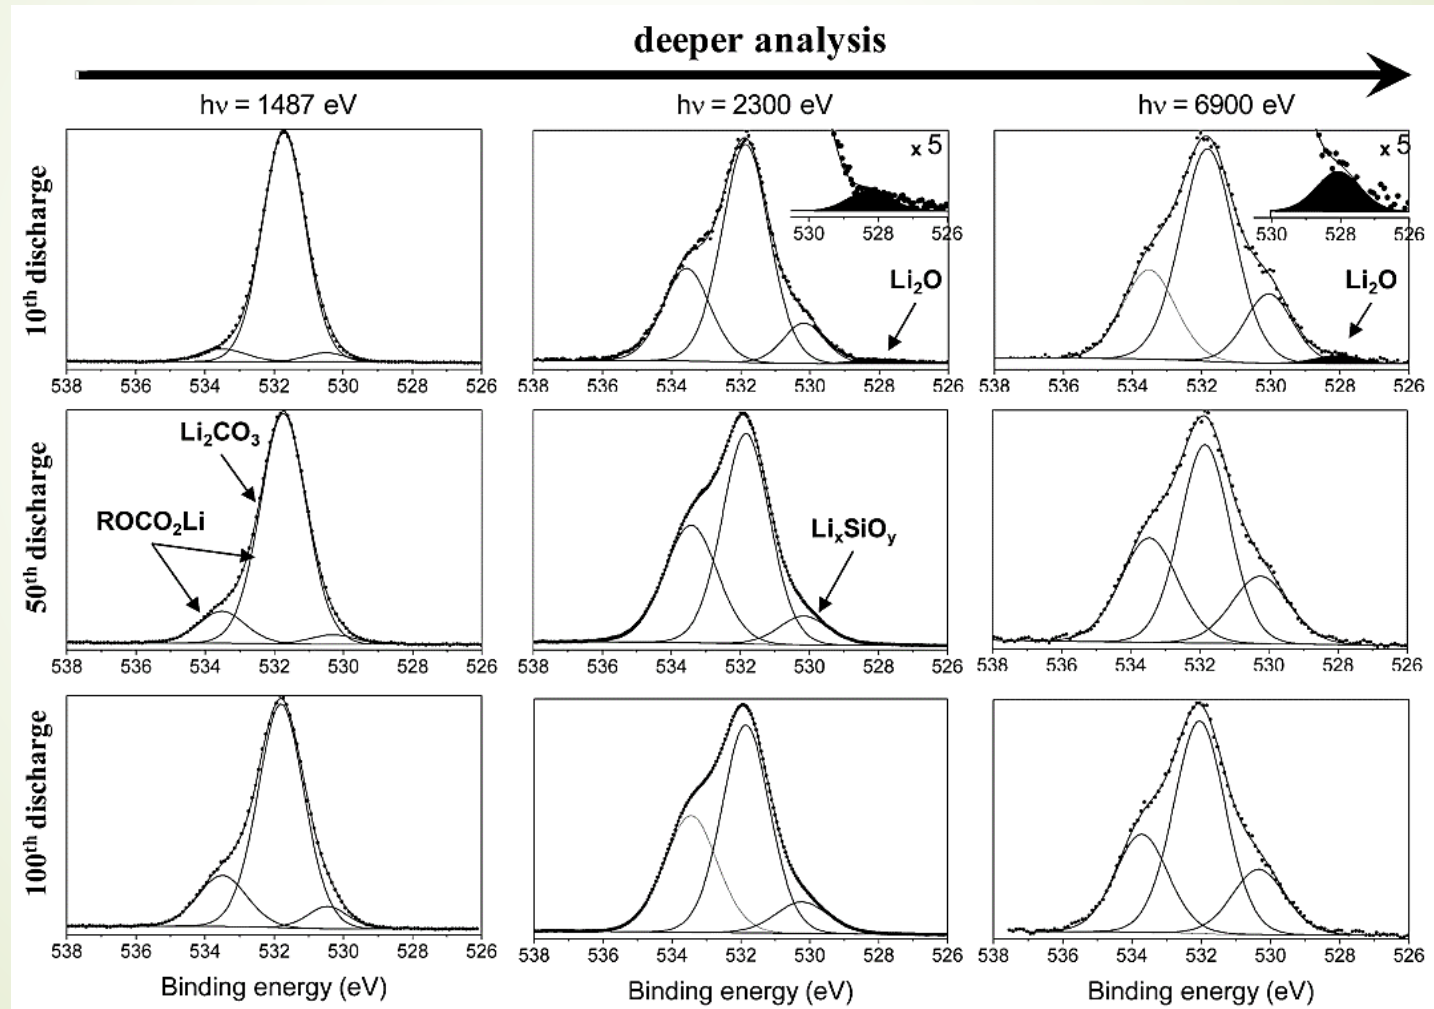 deeper analysis
hν = 1487 eV
hν = 2300 eV
hν = 6900 eV
10th discharge
x 5
530 528 526
Li₂O
x 5
530 528 526
Li₂O
538 536 534 532 530 528 526
538 536 534 532 530 528 526
538 536 534 532 530 528 526
50th discharge
Li₂CO₃
ROCO₂Li
LiₓSiOᵧ
538 536 534 532 530 528 526
538 536 534 532 530 528 526
538 536 534 532 530 528 526
100th discharge
538 536 534 532 530 528 526
538 536 534 532 530 528 526
538 536 534 532 530 528 526
Binding energy (eV)
Binding energy (eV)
Binding energy (eV)